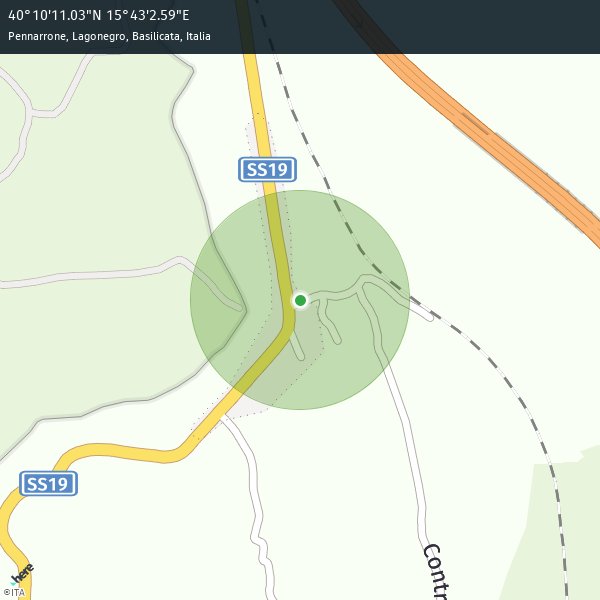 40°10'11.03"N 15°43'2.59"E
Pennarrone, Lagonegro, Basilicata, Italia
SS19
SS19
Contr
here
©ITA